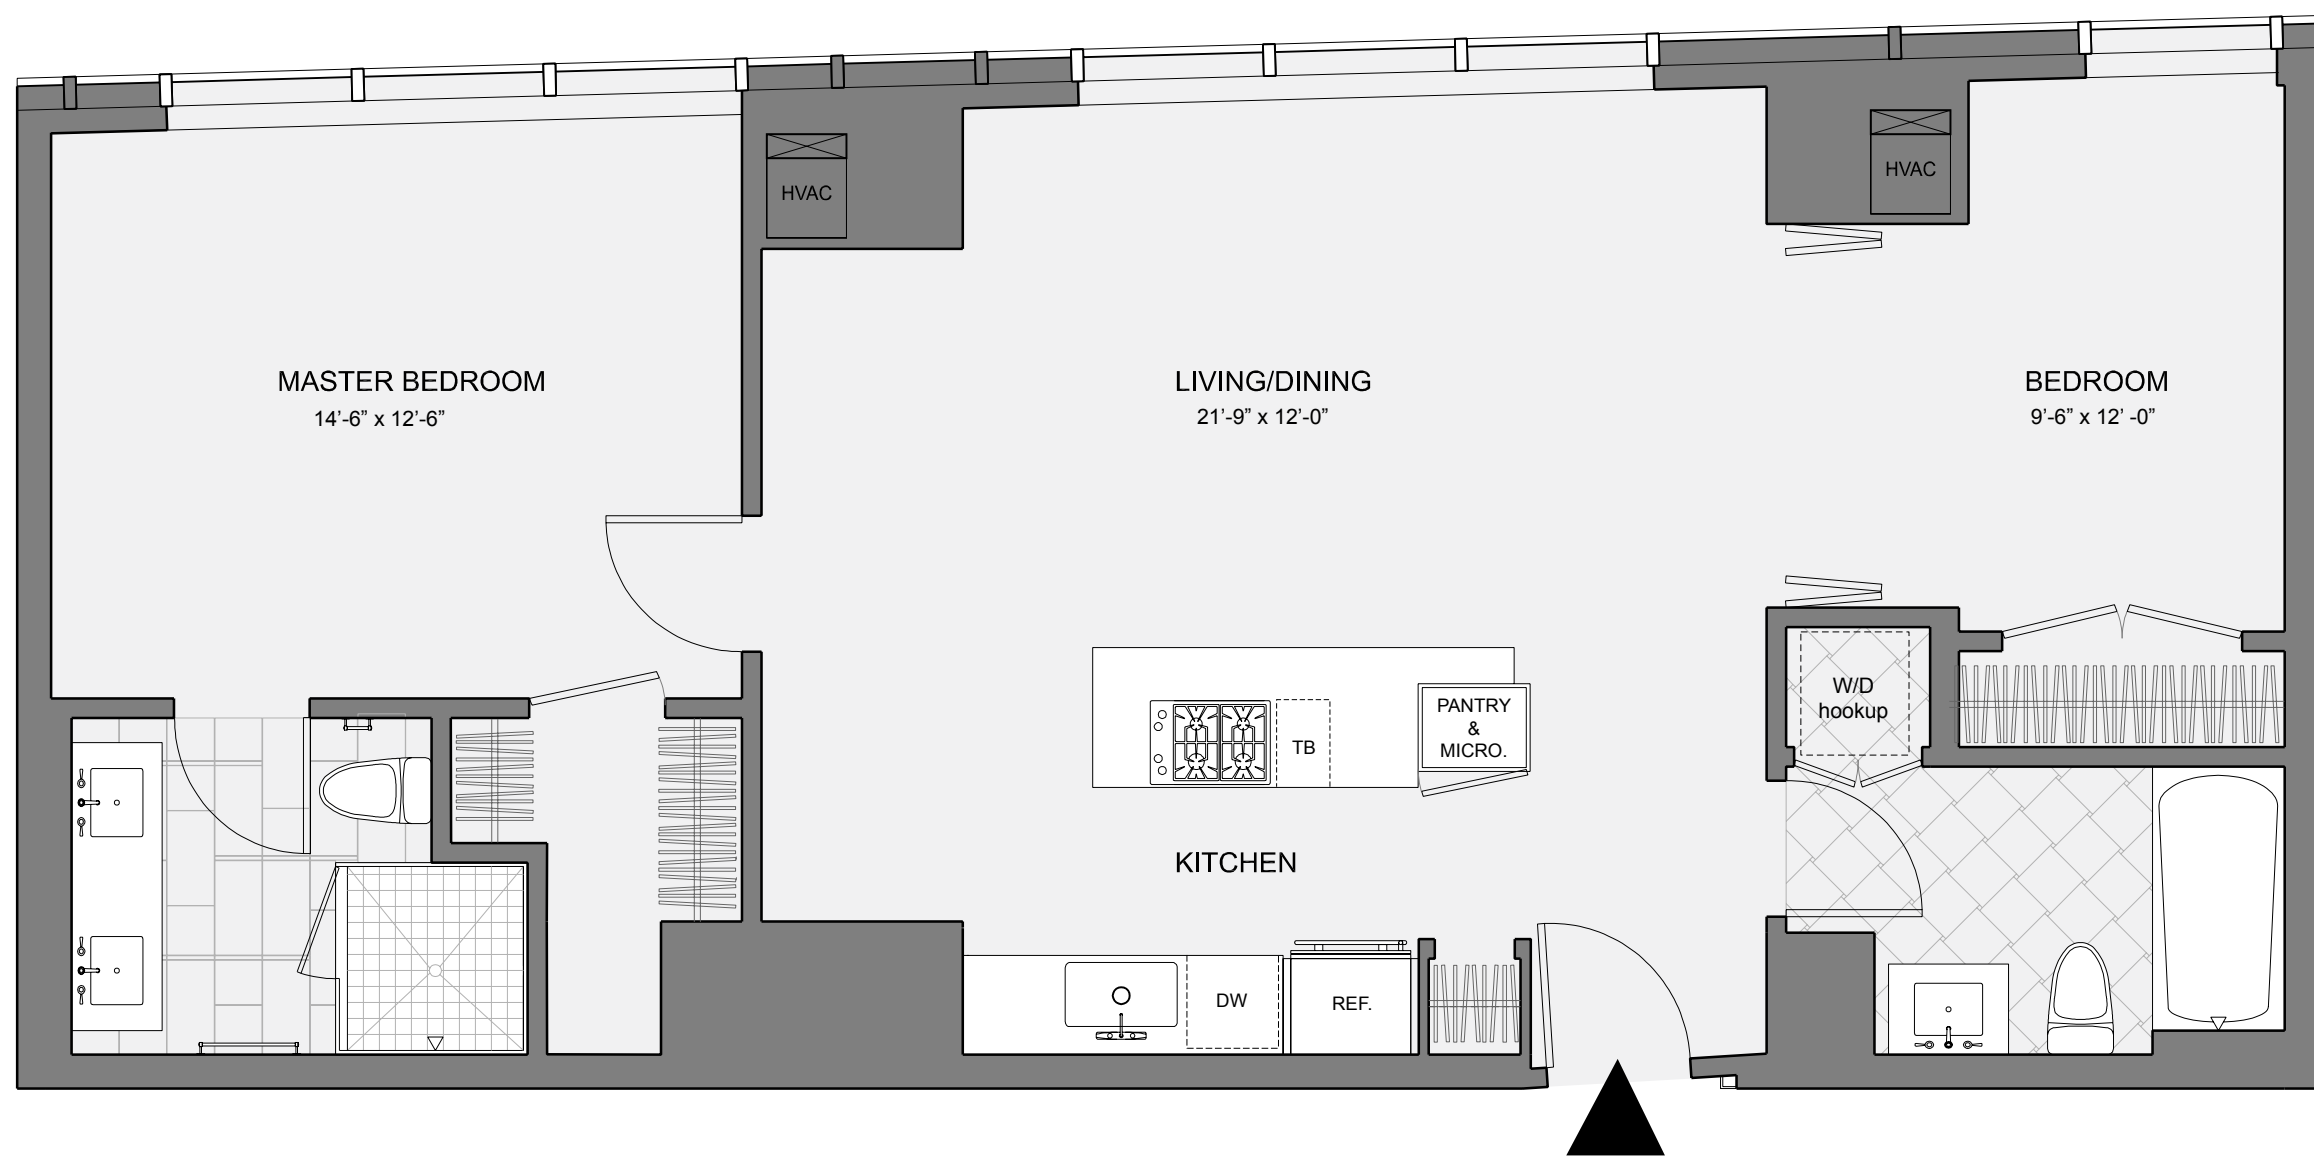 HVAC
HVAC
MASTER BEDROOM
14'-6” x 12'-6”
LIVING/DINING
21'-9” x 12'-0”
BEDROOM
9'-6” x 12' -0”
W/D
hookup
PANTRY
&
MICRO.
TB
KITCHEN
DW
REF.